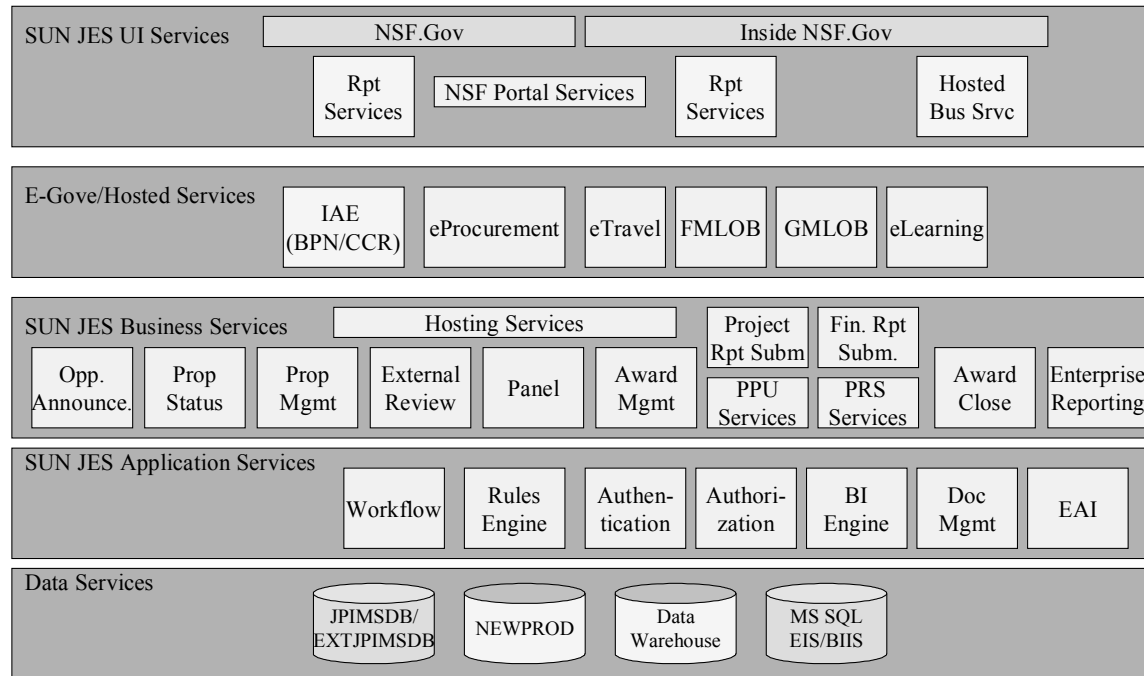 SUN JES UI Services
NSF.Gov
Inside NSF.Gov
Rpt
Services
NSF Portal Services
Rpt
Services
Hosted
Bus Srvc
E-Gove/Hosted Services
IAE
(BPN/CCR)
eProcurement
eTravel
FMLOB
GMLOB
eLearning
SUN JES Business Services
Hosting Services
Project
Rpt Subm
Fin. Rpt
Subm.
Opp.
Announce.
Prop
Status
Prop
Mgmt
External
Review
Panel
Award
Mgmt
PPU
Services
PRS
Services
Award
Close
Enterprise
Reporting
SUN JES Application Services
Workflow
Rules
Engine
Authen-
tication
Authori-
zation
BI
Engine
Doc
Mgmt
EAI
Data Services
JPIMSDB/
EXTJPIMSDB
NEWPROD
Data
Warehouse
MS SQL
EIS/BIIS